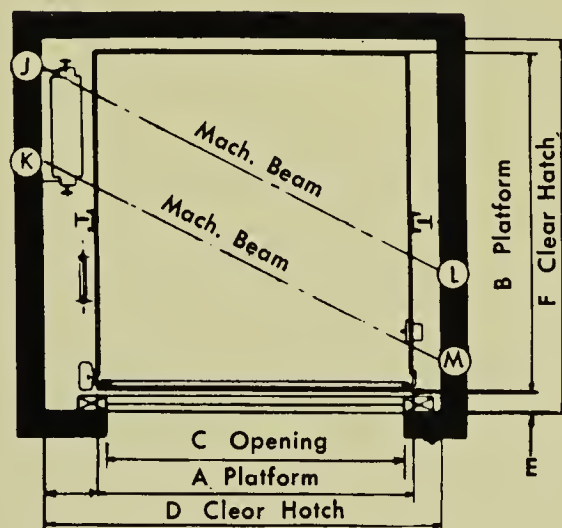 J
K
Mach. Beam
Mach. Beam
L
M
B Platform
F Clear Hatch
E
C Opening
A Platform
D Cleor Hotch